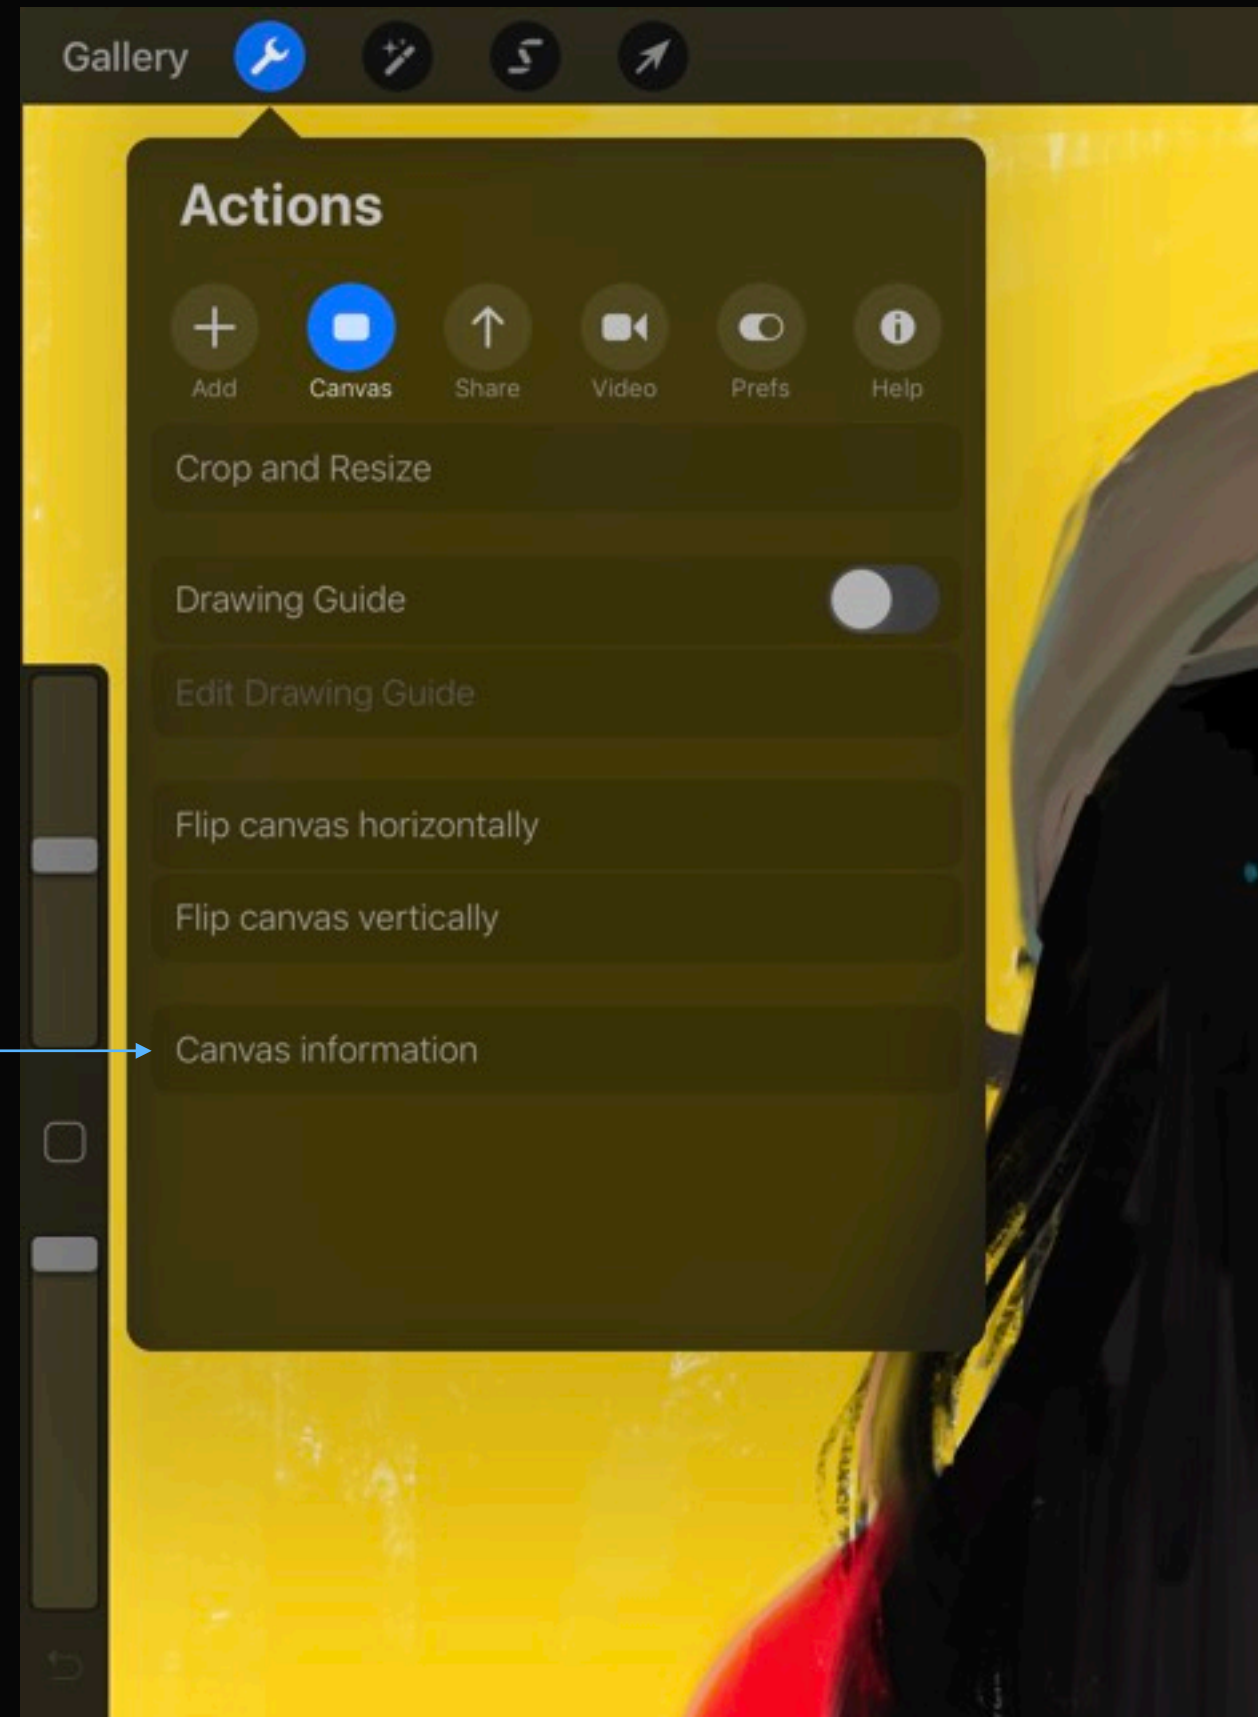 Gallery
Actions
Add Canvas Share Video Prefs Help
Crop and Resize
Drawing Guide
Edit Drawing Guide
Flip canvas horizontally
Flip canvas vertically
Canvas information